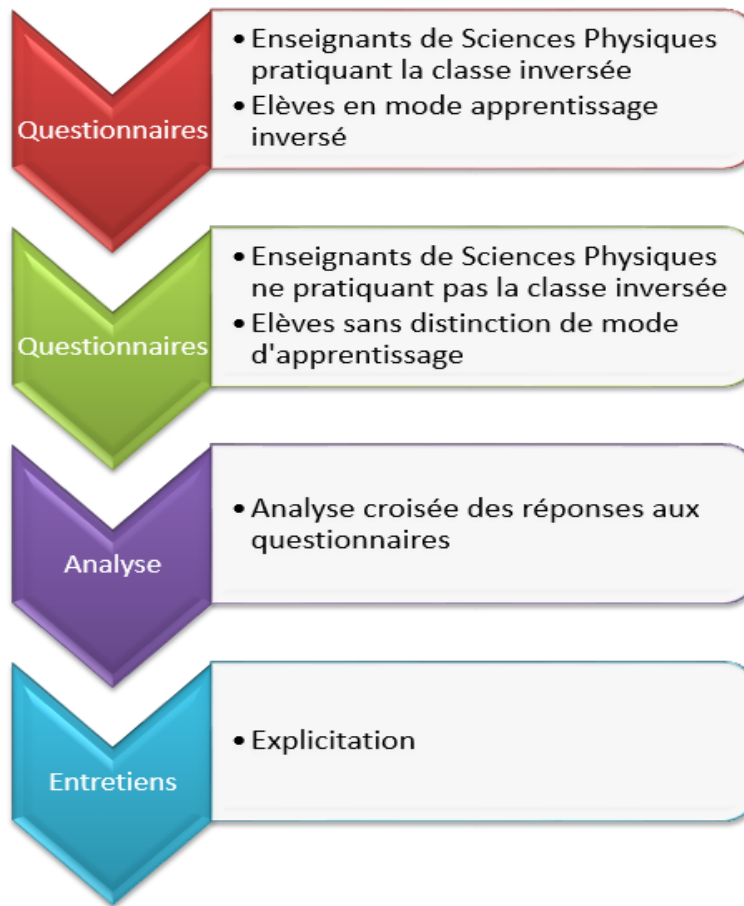 Questionnaires
• Enseignants de Sciences Physiques
pratiquant la classe inversée
• Elèves en mode apprentissage
inversé
Questionnaires
• Enseignants de Sciences Physiques
ne pratiquant pas la classe inversée
• Elèves sans distinction de mode
d'apprentissage
Analyse
• Analyse croisée des réponses aux
questionnaires
Entretiens
• Explicitation